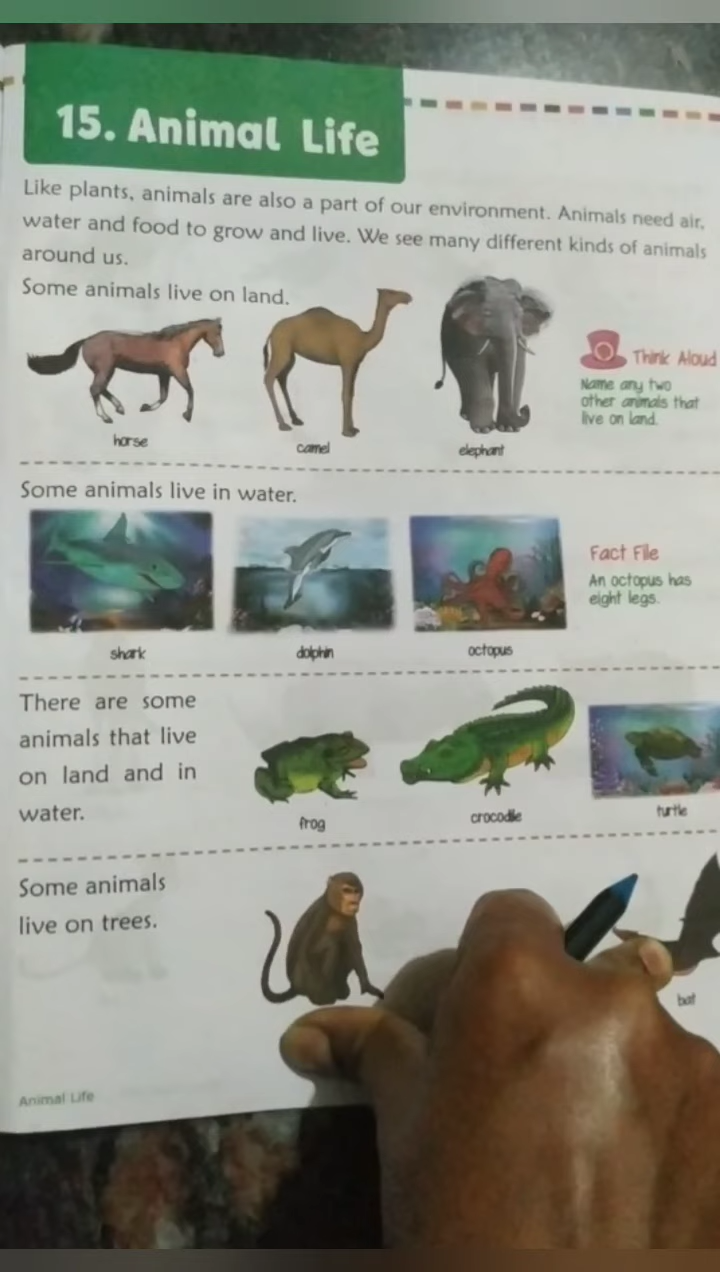 15. Animal Life
Like plants, animals are also a part of our environment. Animals need air,
water and food to grow and live. We see many different kinds of animals
around us.
Some animals live on land.
Think Aloud
Name any two
other animals that
live on land.
horse
camel
elephant
Some animals live in water.
Fact File
An octopus has
eight legs.
shark
dolphin
octopus
There are some
animals that live
on land and in
water.
frog
crocodile
turtle
Some animals
live on trees.
bat
Animal Life